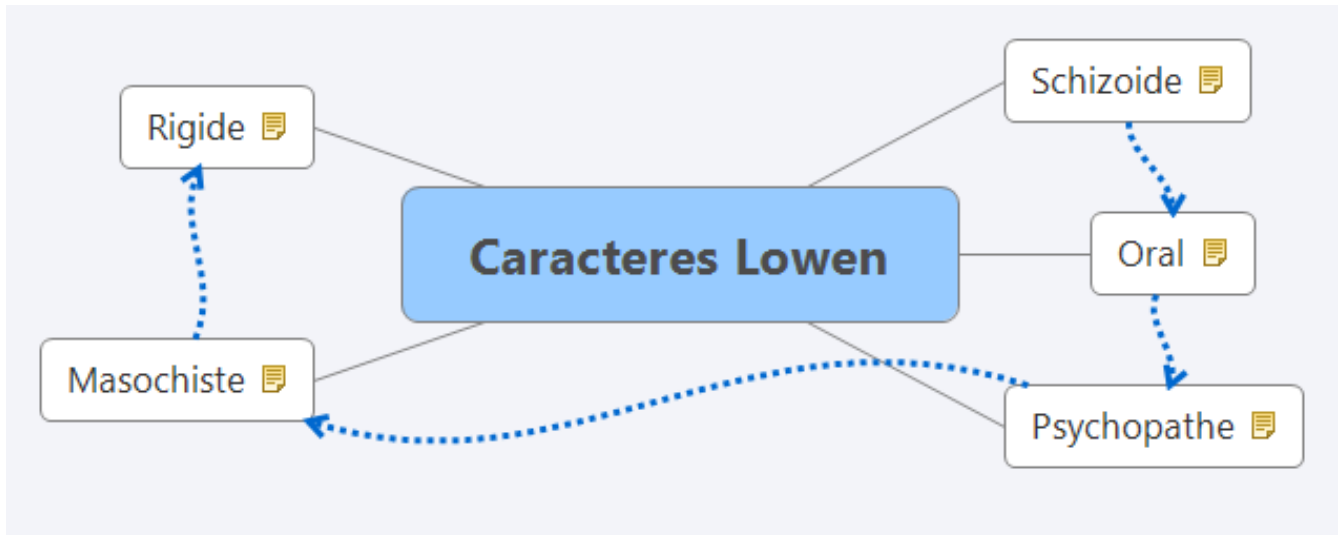 Schizoide
Rigide
Oral
Caracteres Lowen
Masochiste
Psychopathe